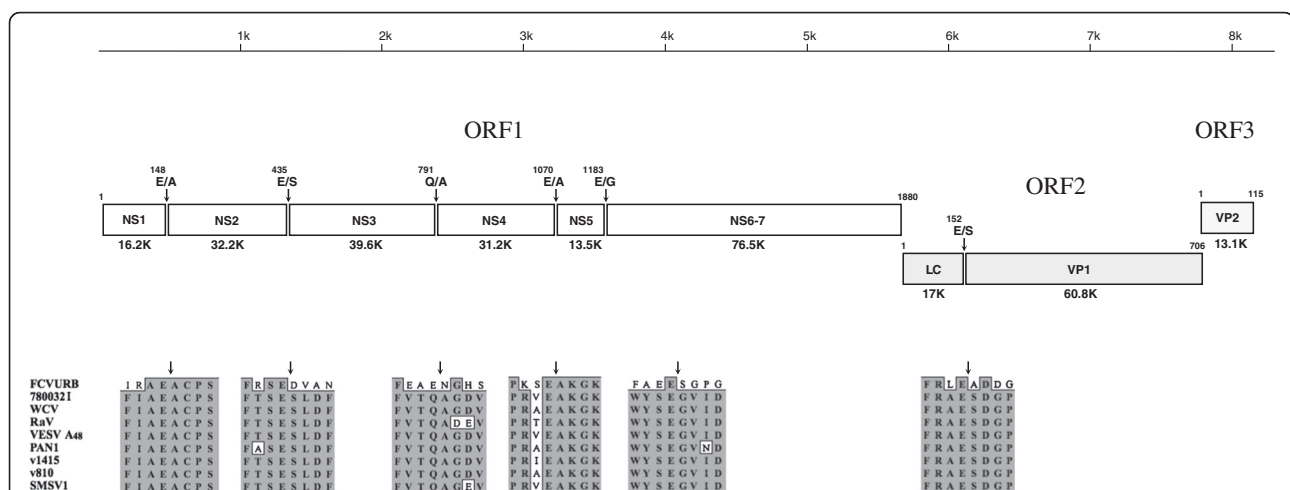 1k 2k 3k 4k 5k 6k 7k 8k
ORF1
ORF3
ORF2
148 435 791 1070 1183
E/A E/S Q/A E/A E/G
1 1880 1 115
NS1 NS2 NS3 NS4 NS5 NS6-7 VP2
16.2K 32.2K 39.6K 31.2K 13.5K 76.5K 13.1K
152
E/S
1 706
LC VP1
17K 60.8K
FCVURB I R A E A C P S F R S E D V A N F E A E N G H S P K S E A K G K F A E E S G P G F R L E A D D G
780032I F I A E A C P S F T S E S L D F F V T Q A G D V P R V E A K G K W Y S E G V I D F R A E S D G P
WCV F I A E A C P S F T S E S L D F F V T Q A G D V P R A E A K G K W Y S E G V I D F R A E S D G P
RaV F I A E A C P S F T S E S L D F F V T Q A D E V P R T E A K G K W Y S E G V I D F R A E S D G P
VESV A48 F I A E A C P S F T S E S L D F F V T Q A G D V P R V E A K G K W Y S E G V I D F R A E S D G P
PAN1 F I A E A C P S F A S E S L D F F V T Q A G D V P R A E A K G K W Y S E G V N D F R A E S D G P
v1415 F I A E A C P S F T S E S L D F F V T Q A G D V P R I E A K G K W Y S E G V I D F R A E S D G P
v810 F I A E A C P S F T S E S L D F F V T Q A G D V P R A E A K G K W Y S E G V I D F R A E S D G P
SMSV1 F I A E A C P S F T S E S L D F F V T Q A G E V P R V E A K G K W Y S E G V I D F R A E S D G P